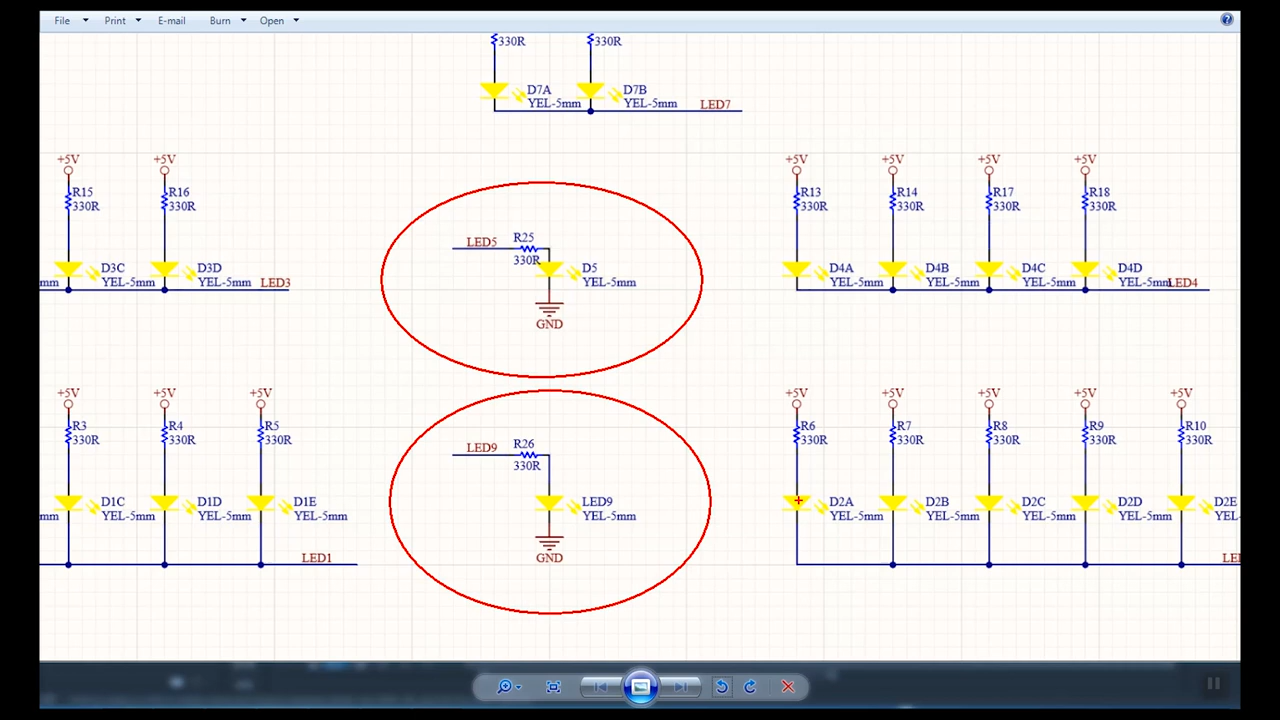 File Print E-mail Burn Open
330R 330R
D7A D7B
YEL-5mm YEL-5mm LED7
+5V +5V +5V +5V +5V +5V
R15 R16 R13 R14 R17 R18
330R 330R 330R 330R 330R 330R
LED5 R25
330R
D3C D3D D5 D4A D4B D4C D4D
mm YEL-5mm YEL-5mm LED3 YEL-5mm YEL-5mm YEL-5mm YEL-5mm YEL-5mm LED4
GND
+5V +5V +5V +5V +5V +5V +5V +5V
R3 R4 R5 R6 R7 R8 R9 R10
330R 330R 330R 330R 330R 330R 330R 330R
LED9 R26
330R
D1C D1D D1E LED9 D2A D2B D2C D2D D2E
mm YEL-5mm YEL-5mm YEL-5mm YEL-5mm YEL-5mm YEL-5mm YEL-5mm YEL-5mm YEL-5
LED1 GND LE